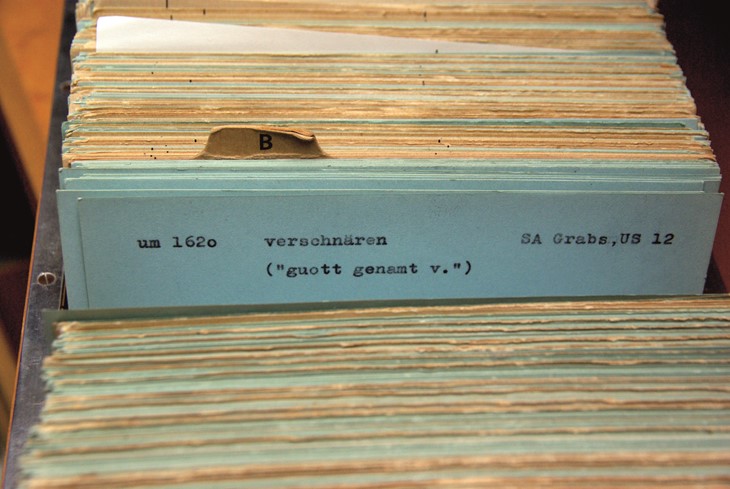 B
um 162o verschnären SA Grabs,US 12
("guott genamt v.")